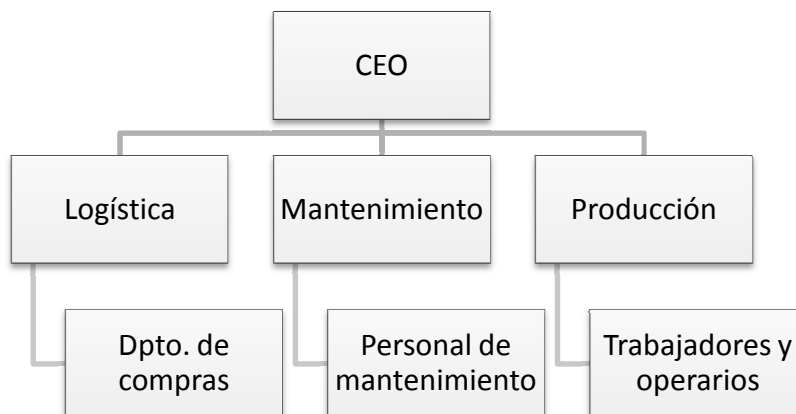 CEO
Logística
Mantenimiento
Producción
Dpto. de
compras
Personal de
mantenimiento
Trabajadores y
operarios